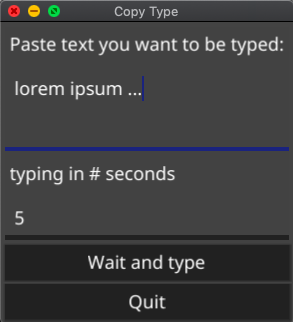 Copy Type
Paste text you want to be typed:
lorem ipsum ...
typing in # seconds
5
Wait and type
Quit